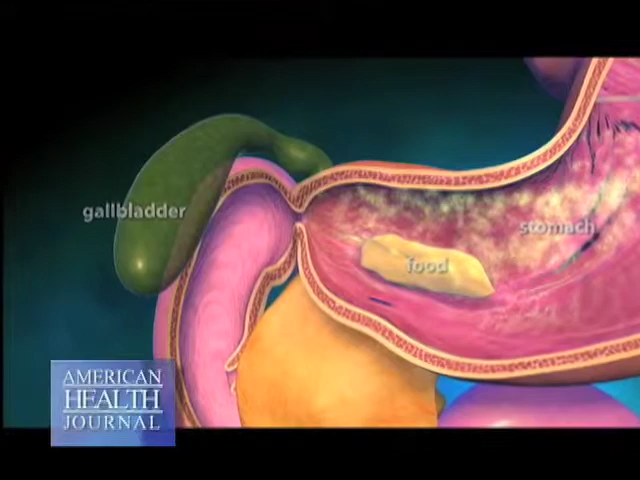 gallbladder
stomach
food
AMERICAN
HEALTH
JOURNAL